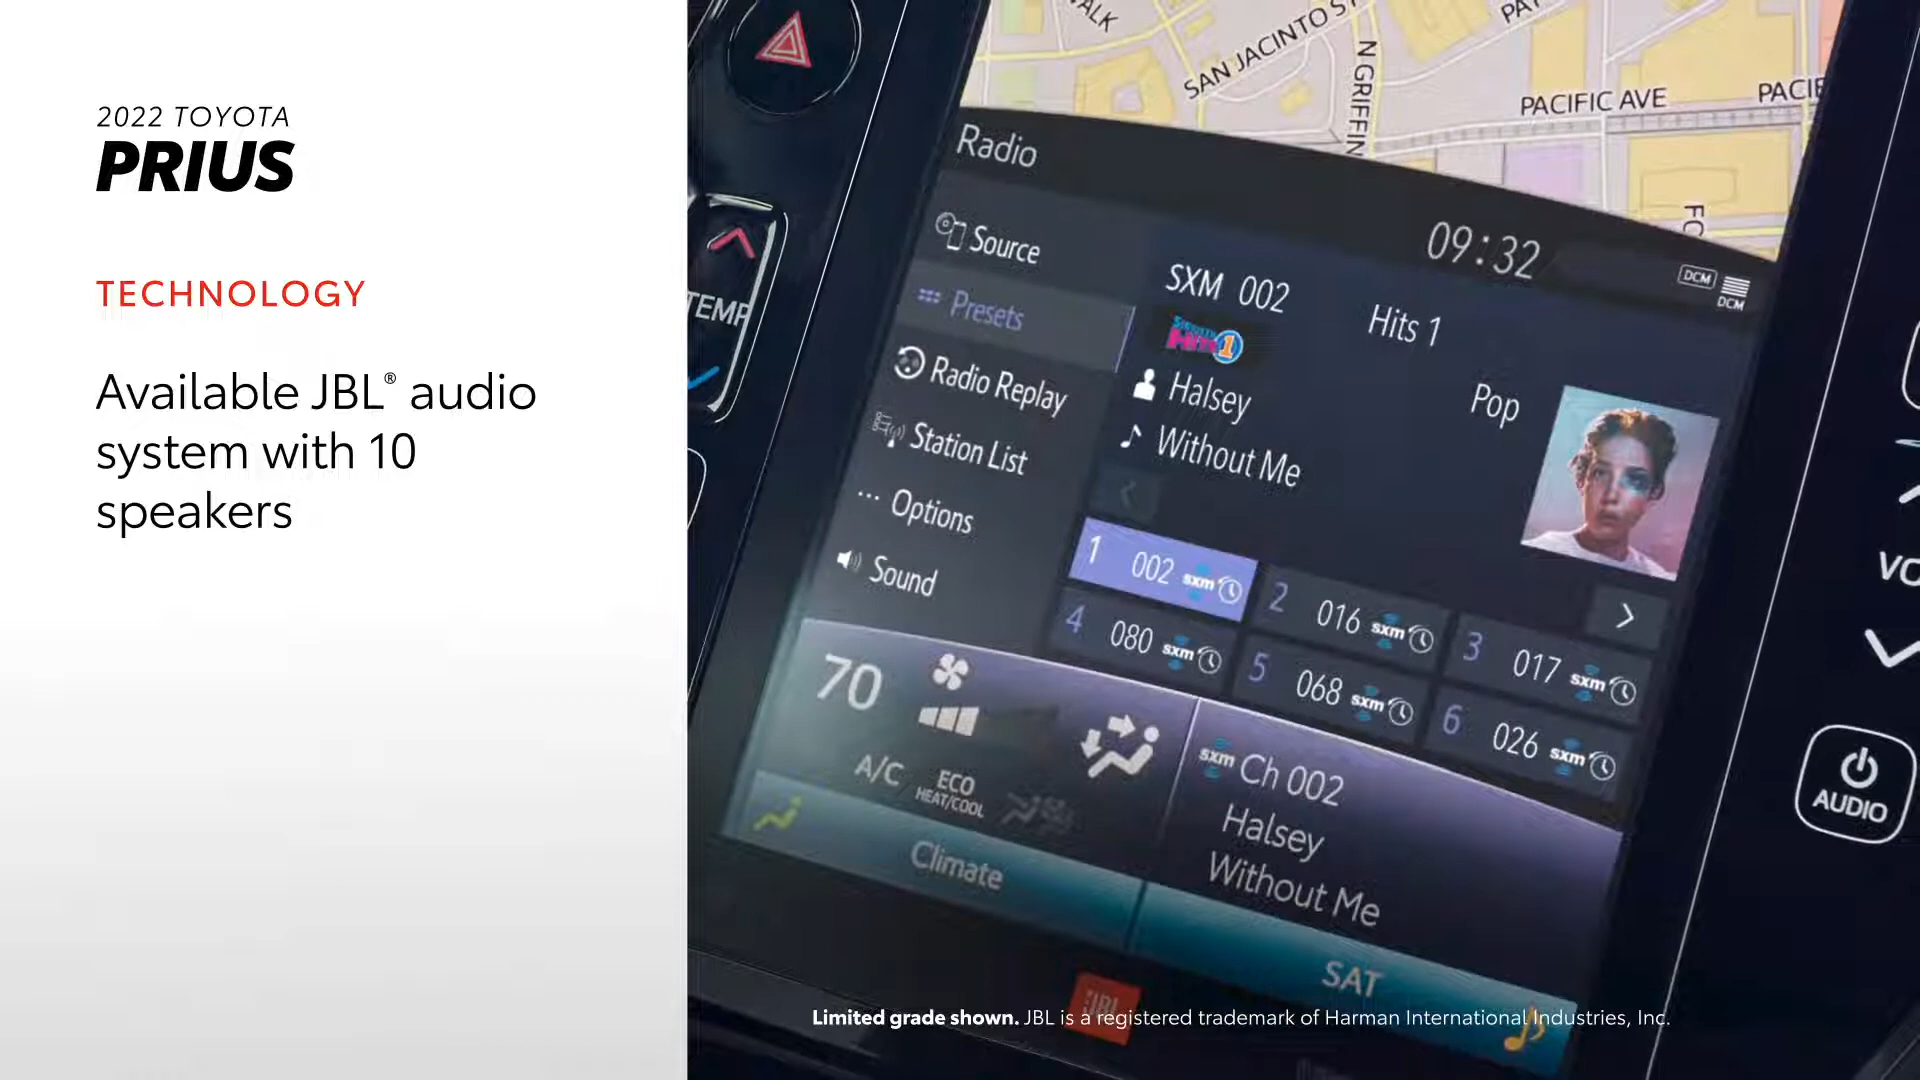 2022 TOYOTA
PRIUS
TECHNOLOGY
Available JBL® audio
system with 10
speakers
SAN JACINTO ST
N GRIFFIN
PACIFIC AVE
Radio
09:32
DCM
DCM
Source
Presets
Radio Replay
Station List
Options
Sound
SXM 002
Hits 1
Halsey
Pop
Without Me
1 002 sxm
2 016 sxm
3 017 sxm
4 080 sxm
5 068 sxm
6 026 sxm
TEMP
70
A/C
ECO
HEAT/COOL
Climate
sxm Ch 002
Halsey
Without Me
SAT
AUDIO
JBL
Limited grade shown. JBL is a registered trademark of Harman International Industries, Inc.